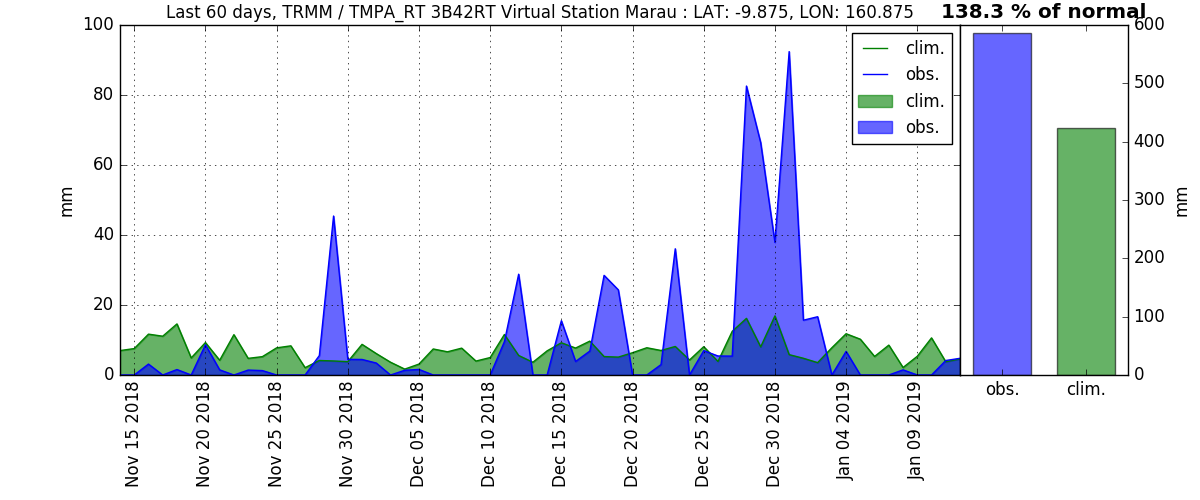 Last 60 days, TRMM / TMPA_RT 3B42RT Virtual Station Marau : LAT: -9.875, LON: 160.875
138.3 % of normal
100
80
60
40
20
0
mm
clim.
obs.
clim.
obs.
600
500
400
300
200
100
0
mm
obs.
clim.
Nov 15 2018
Nov 20 2018
Nov 25 2018
Nov 30 2018
Dec 05 2018
Dec 10 2018
Dec 15 2018
Dec 20 2018
Dec 25 2018
Dec 30 2018
Jan 04 2019
Jan 09 2019